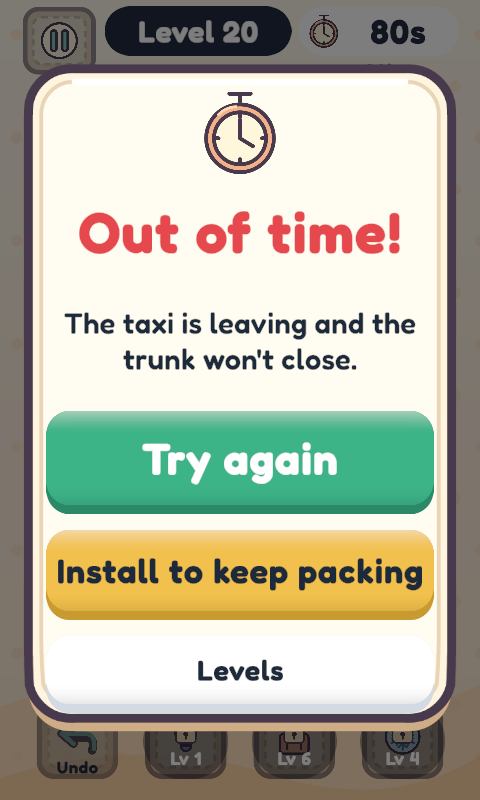 Level 20
80s
Out of time!
The taxi is leaving and the
trunk won't close.
Try again
Install to keep packing
Levels
Undo
Lv 1
Lv 6
Lv 4